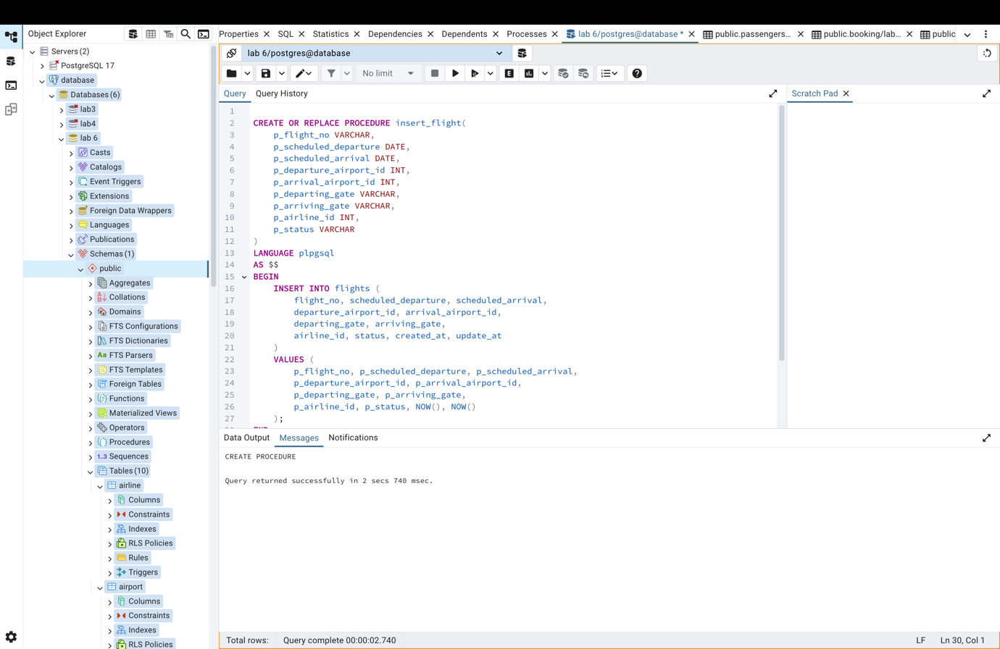 Object Explorer
Servers (2)
PostgreSQL 17
database
Databases (6)
lab3
lab4
lab 6
Casts
Catalogs
Event Triggers
Extensions
Foreign Data Wrappers
Languages
Publications
Schemas (1)
public
Aggregates
Collations
Domains
FTS Configurations
FTS Dictionaries
Aa FTS Parsers
FTS Templates
Foreign Tables
Functions
Materialized Views
Operators
Procedures
1..3 Sequences
Tables (10)
airline
Columns
Constraints
Indexes
RLS Policies
Rules
Triggers
airport
Columns
Constraints
Indexes
RLS Policies
Properties SQL Statistics Dependencies Dependents Processes lab 6/postgres@database * public.passengers... public.booking/lab... public
lab 6/postgres@database
No limit
E
Query Query History
Scratch Pad
1
2 CREATE OR REPLACE PROCEDURE insert_flight(
3 p_flight_no VARCHAR,
4 p_scheduled_departure DATE,
5 p_scheduled_arrival DATE,
6 p_departure_airport_id INT,
7 p_arrival_airport_id INT,
8 p_departing_gate VARCHAR,
9 p_arriving_gate VARCHAR,
10 p_airline_id INT,
11 p_status VARCHAR
12 )
13 LANGUAGE plpgsql
14 AS $$
15 BEGIN
16 INSERT INTO flights (
17 flight_no, scheduled_departure, scheduled_arrival,
18 departure_airport_id, arrival_airport_id,
19 departing_gate, arriving_gate,
20 airline_id, status, created_at, update_at
21 )
22 VALUES (
23 p_flight_no, p_scheduled_departure, p_scheduled_arrival,
24 p_departure_airport_id, p_arrival_airport_id,
25 p_departing_gate, p_arriving_gate,
26 p_airline_id, p_status, NOW(), NOW()
27 );
Data Output Messages Notifications
CREATE PROCEDURE
Query returned successfully in 2 secs 740 msec.
Total rows: Query complete 00:00:02.740 LF Ln 30, Col 1